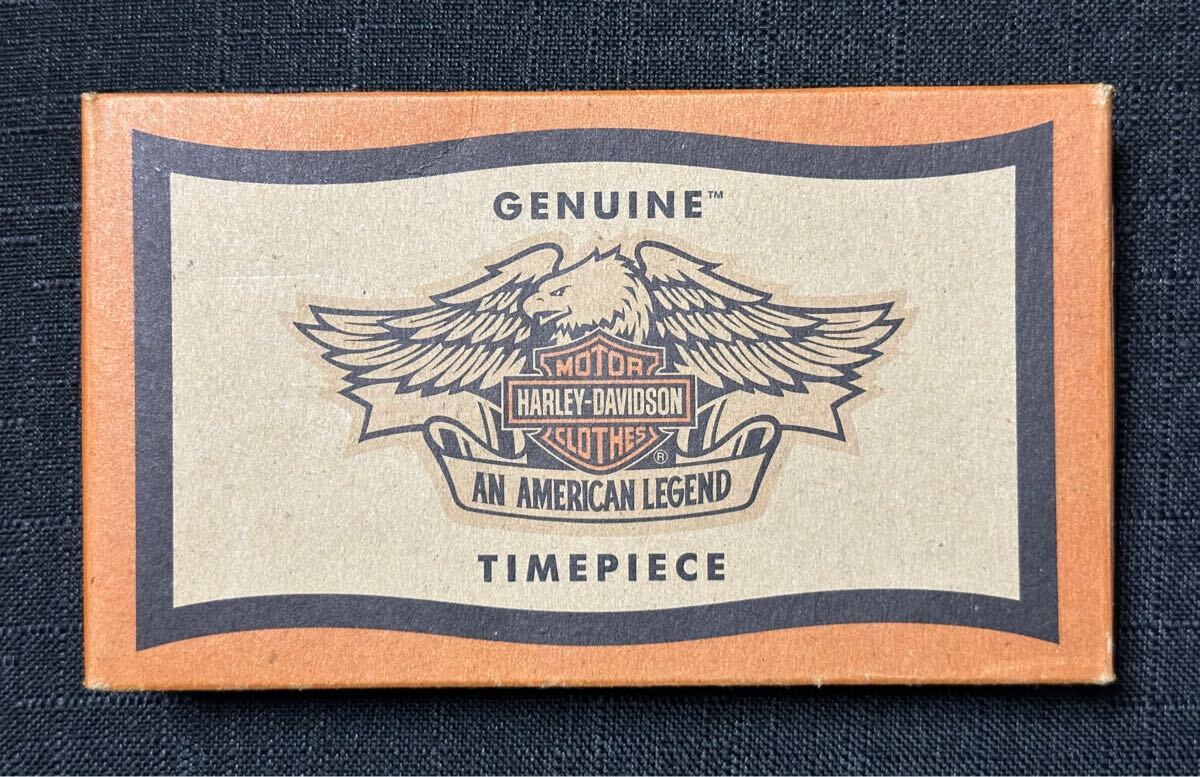 GENUINE™
MOTOR
HARLEY-DAVIDSON
CLOTHES
®
AN AMERICAN LEGEND
TIMEPIECE